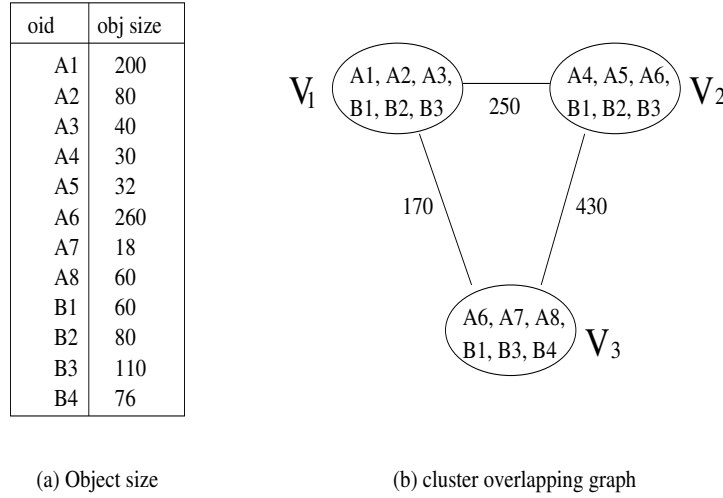 oid obj size
A1 200
A2 80
A3 40
A4 30
A5 32
A6 260
A7 18
A8 60
B1 60
B2 80
B3 110
B4 76
(a) Object size
V1
A1, A2, A3,
B1, B2, B3
250
A4, A5, A6,
B1, B2, B3
V2
170
430
A6, A7, A8,
B1, B3, B4
V3
(b) cluster overlapping graph